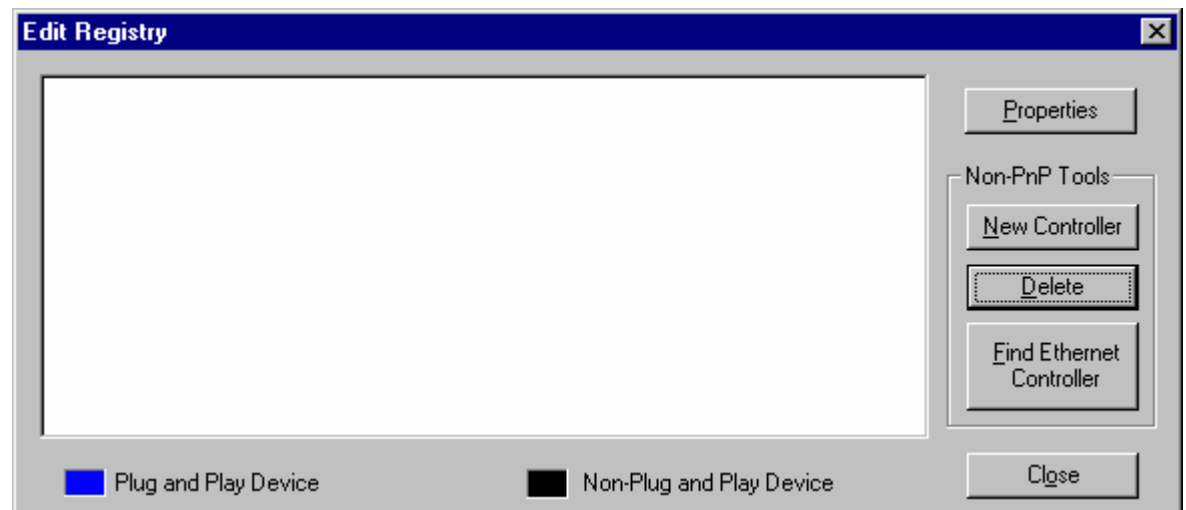 Edit Registry
Properties
Non-PnP Tools
New Controller
Delete
Find Ethernet
Controller
Plug and Play Device
Non-Plug and Play Device
Close